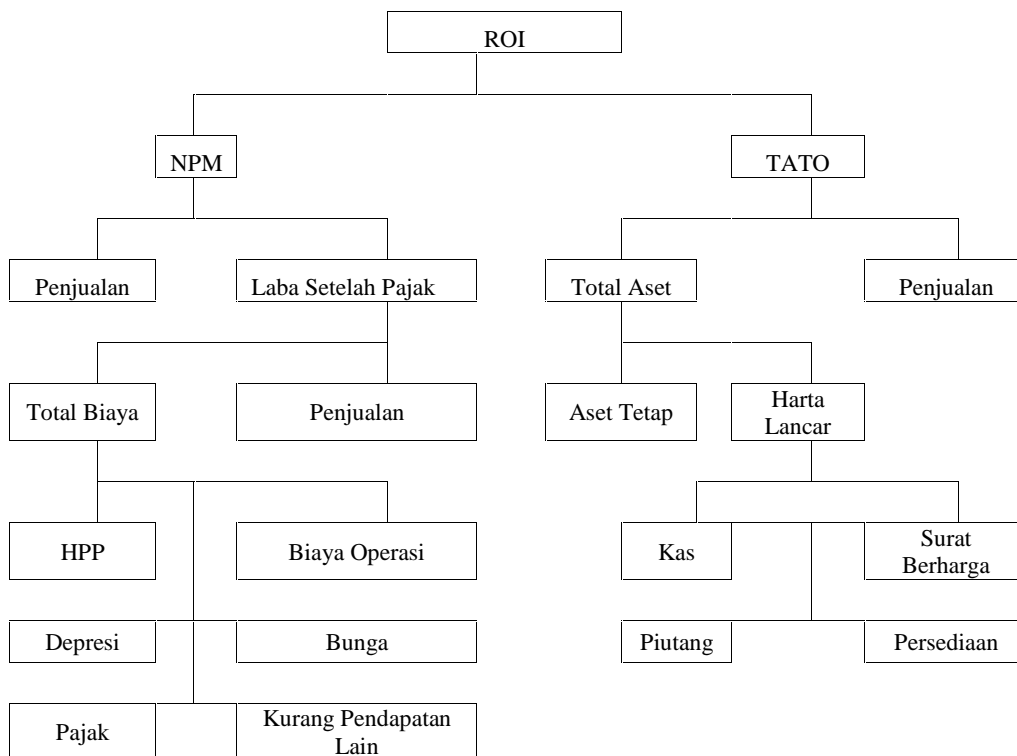 ROI
NPM
TATO
Penjualan
Laba Setelah Pajak
Total Aset
Penjualan
Total Biaya
Penjualan
Aset Tetap
Harta
Lancar
HPP
Biaya Operasi
Kas
Surat
Berharga
Depresi
Bunga
Piutang
Persediaan
Pajak
Kurang Pendapatan
Lain